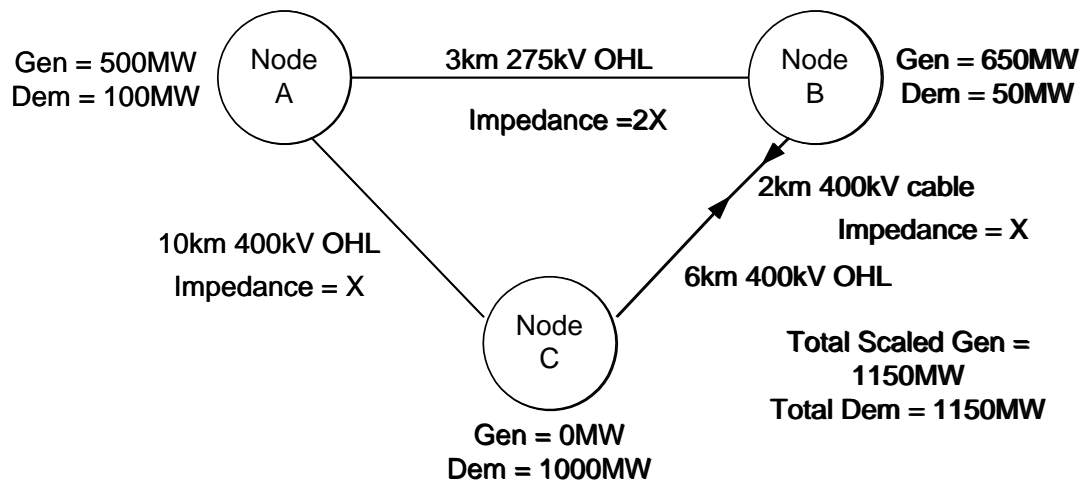 Gen = 500MW
Dem = 100MW
Node
A
3km 275kV OHL
Impedance =2X
Node
B
Gen = 650MW
Dem = 50MW
2km 400kV cable
Impedance = X
6km 400kV OHL
10km 400kV OHL
Impedance = X
Node
C
Gen = 0MW
Dem = 1000MW
Total Scaled Gen =
1150MW
Total Dem = 1150MW